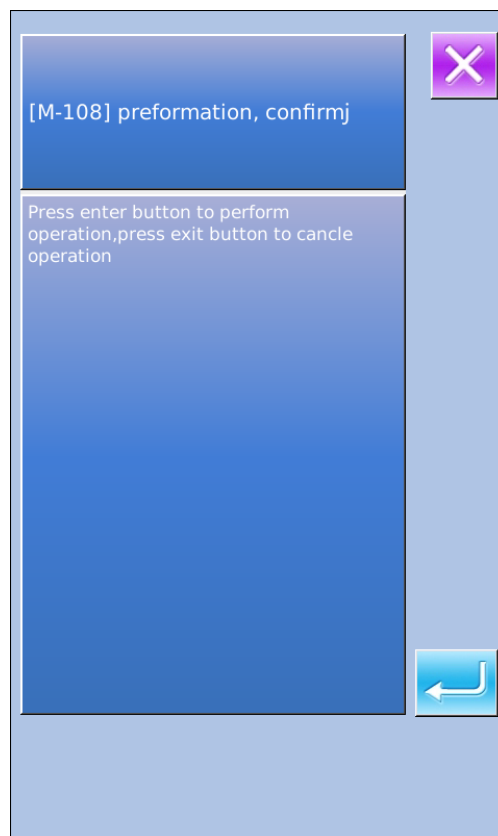 [M-108] preformation, confirmj
Press enter button to perform
operation,press exit button to cancle
operation